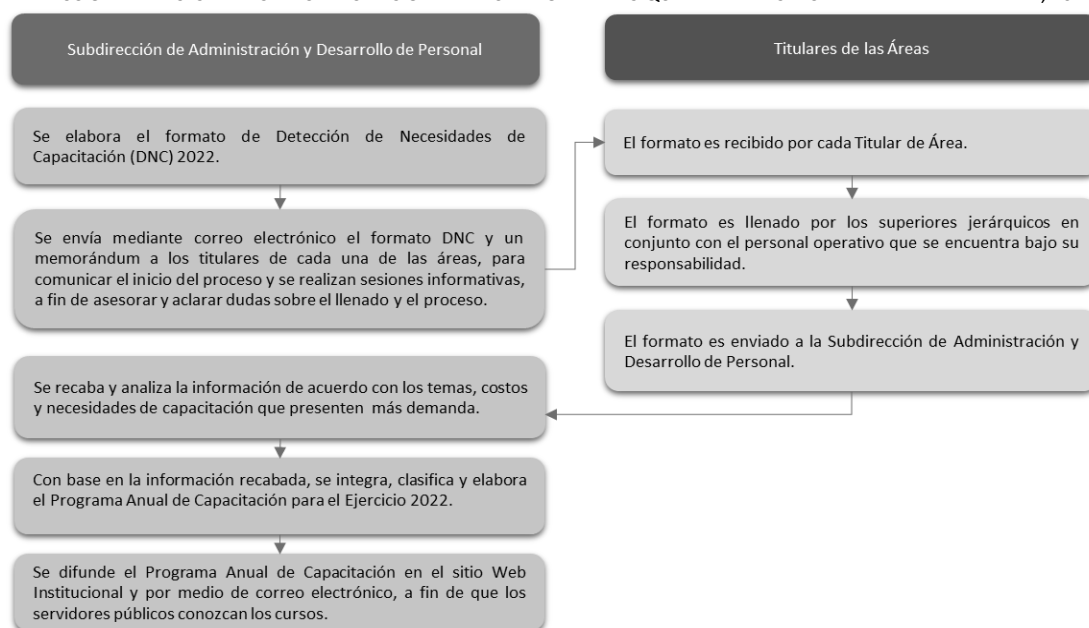 Subdirección de Administración y Desarrollo de Personal
Se elabora el formato de Detección de Necesidades de
Capacitación (DNC) 2022.
Se envía mediante correo electrónico el formato DNC y un
memorándum a los titulares de cada una de las áreas, para
comunicar el inicio del proceso y se realizan sesiones informativas,
a fin de asesorar y aclarar dudas sobre el llenado y el proceso.
Titulares de las Áreas
El formato es recibido por cada Titular de Área.
El formato es llenado por los superiores jerárquicos en
conjunto con el personal operativo que se encuentra bajo su
responsabilidad.
El formato es enviado a la Subdirección de Administración y
Desarrollo de Personal.
Se recaba y analiza la información de acuerdo con los temas, costos
y necesidades de capacitación que presenten más demanda.
Con base en la información recabada, se integra, clasifica y elabora
el Programa Anual de Capacitación para el Ejercicio 2022.
Se difunde el Programa Anual de Capacitación en el sitio Web
Institucional y por medio de correo electrónico, a fin de que los
servidores públicos conozcan los cursos.